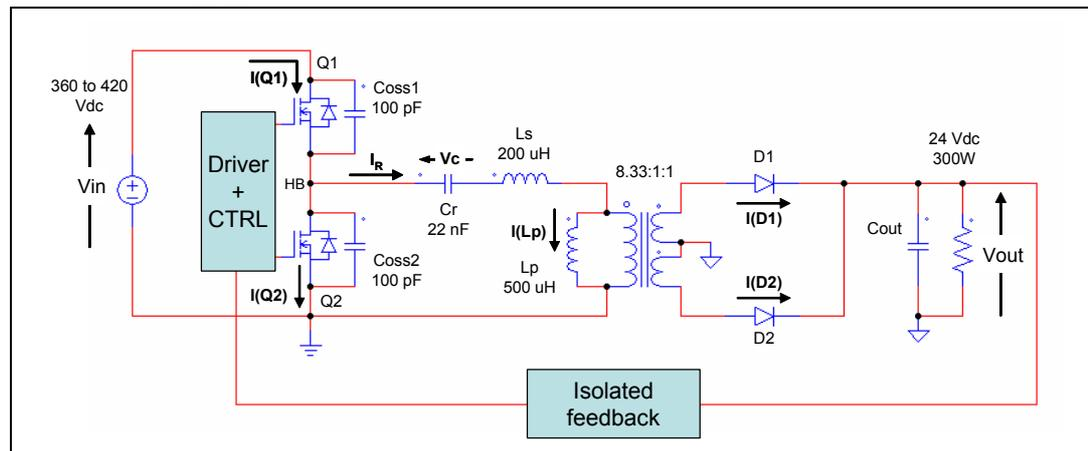 360 to 420
Vdc
Vin
Driver
+
CTRL
Q1
I(Q1)
Coss1
100 pF
HB
I_R
Vc -
Cr
22 nF
Ls
200 uH
Coss2
100 pF
I(Q2)
Q2
I(Lp)
Lp
500 uH
8.33:1:1
D1
I(D1)
I(D2)
D2
24 Vdc
300W
Cout
Vout
Isolated
feedback